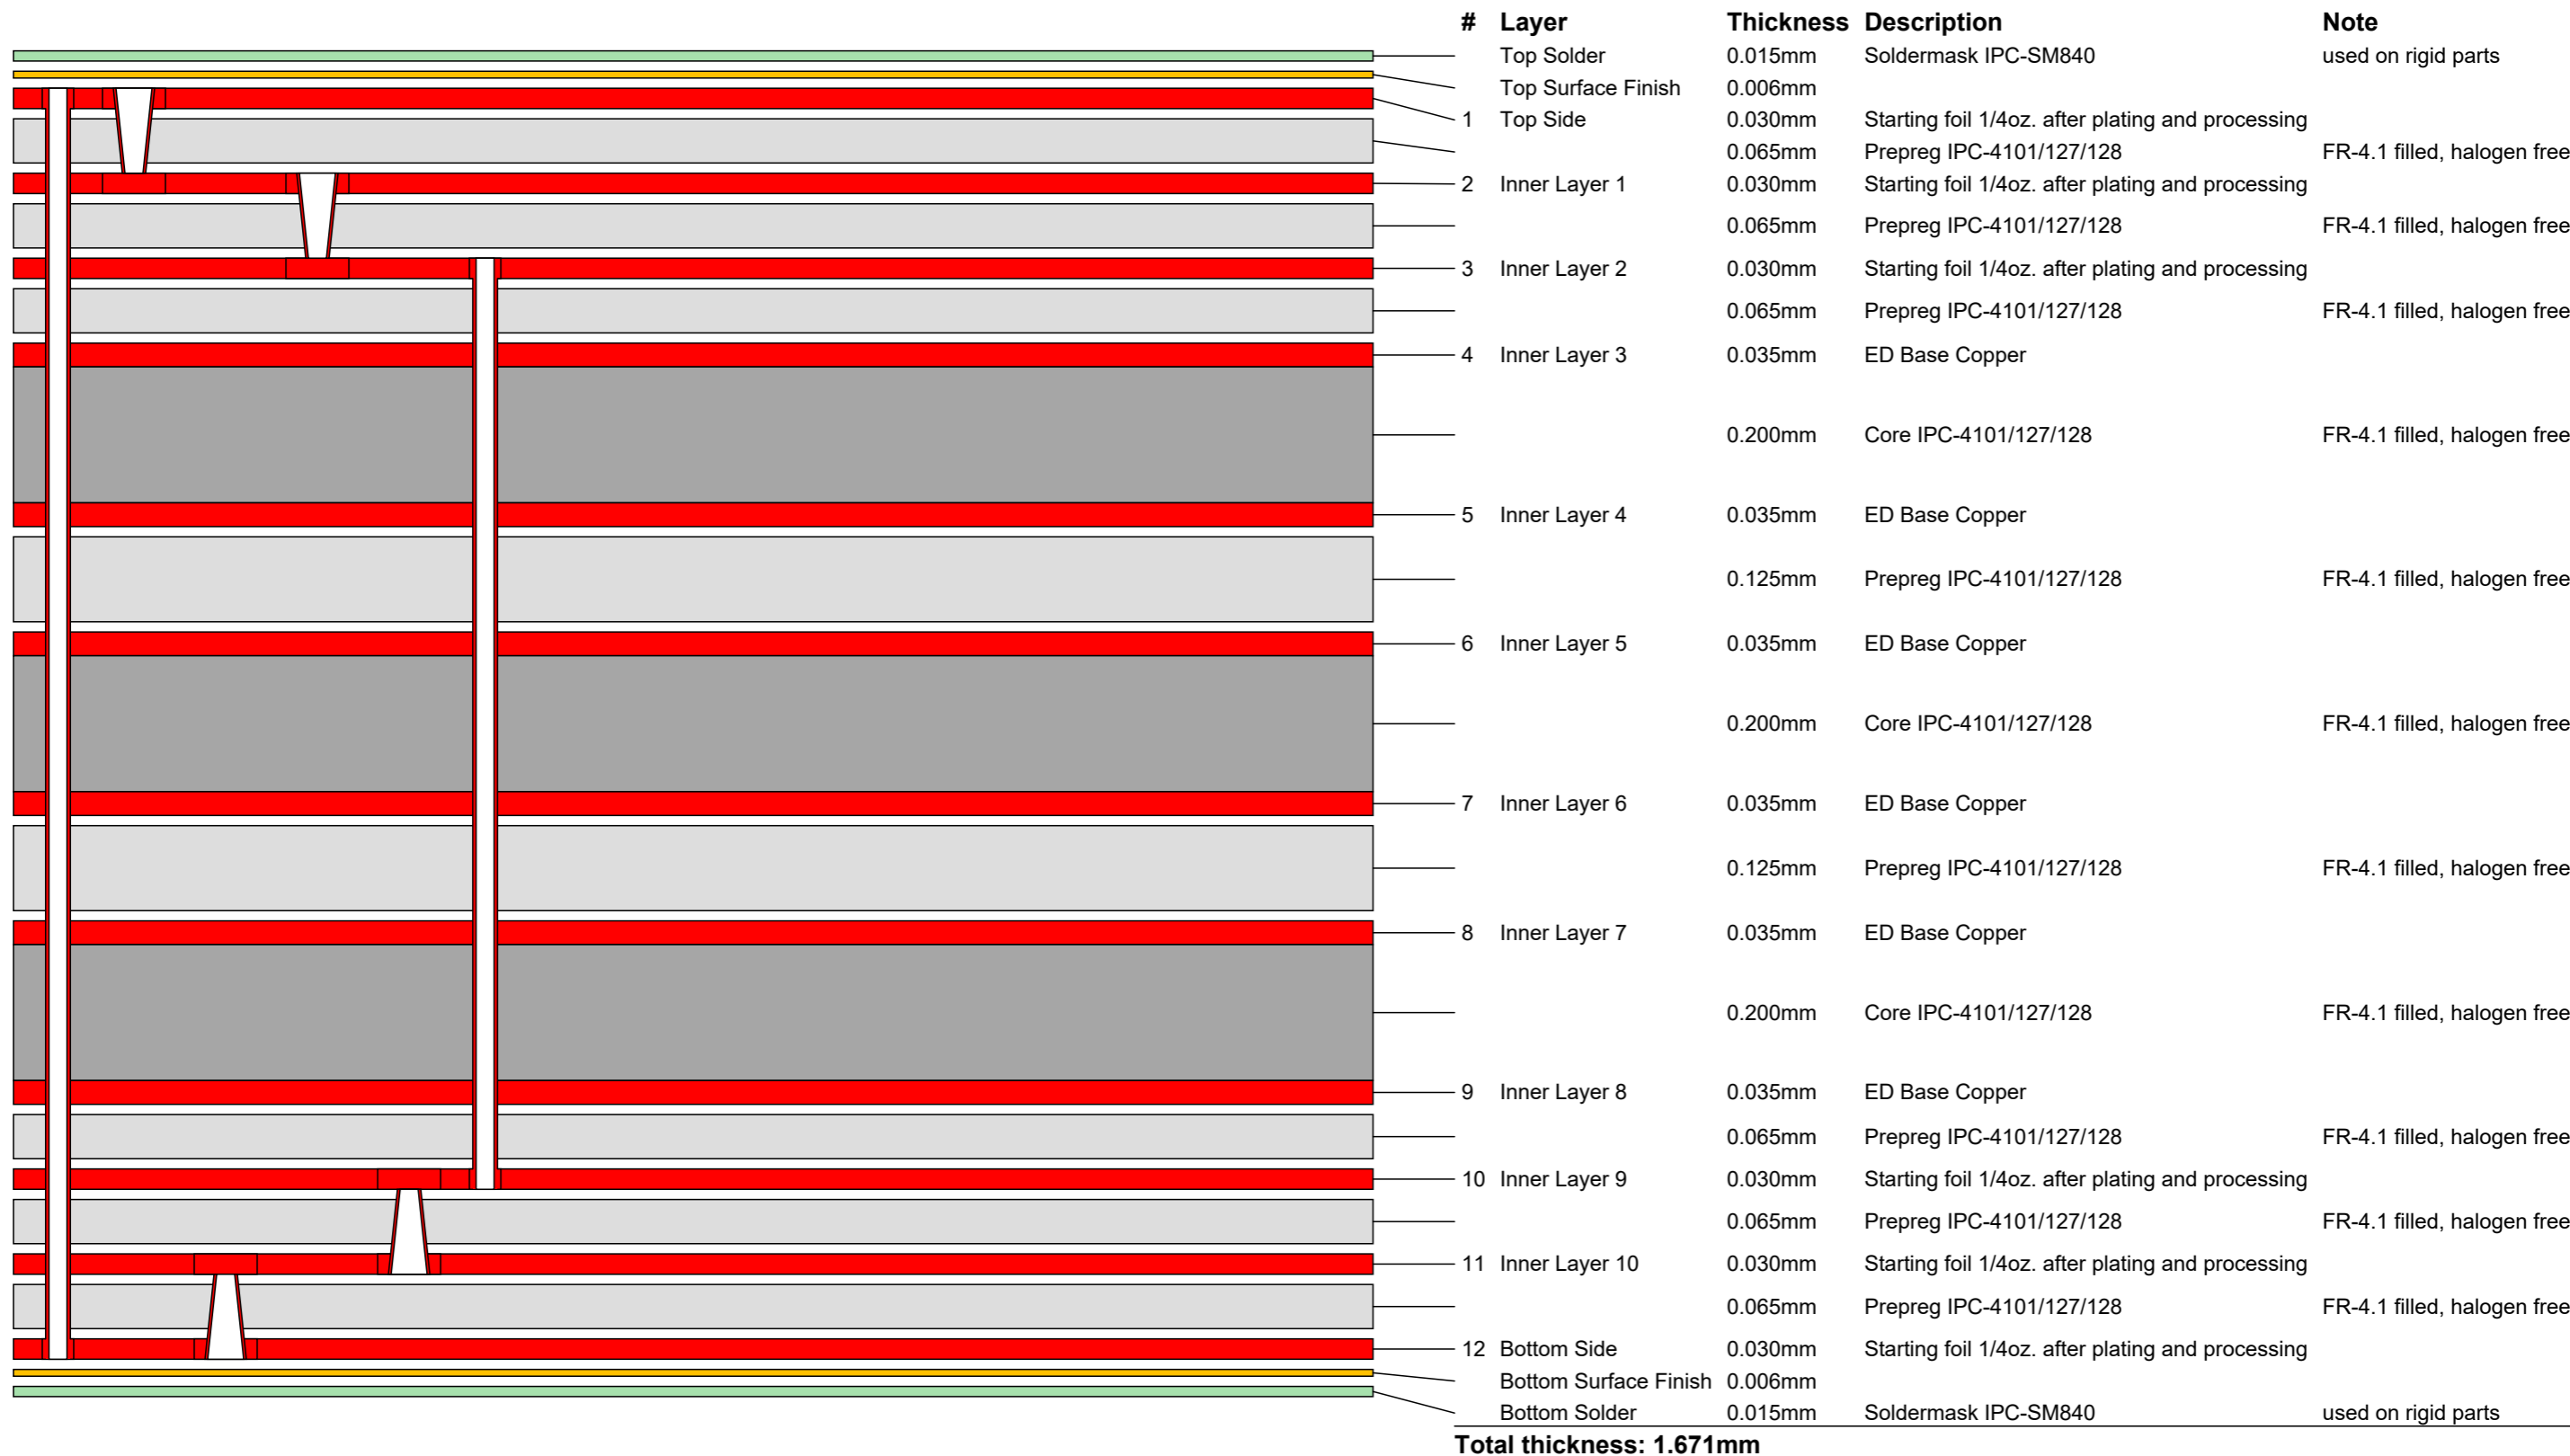 # Layer Thickness Description Note
Top Solder 0.015mm Soldermask IPC-SM840 used on rigid parts
Top Surface Finish 0.006mm
1 Top Side 0.030mm Starting foil 1/4oz. after plating and processing
0.065mm Prepreg IPC-4101/127/128 FR-4.1 filled, halogen free
2 Inner Layer 1 0.030mm Starting foil 1/4oz. after plating and processing
0.065mm Prepreg IPC-4101/127/128 FR-4.1 filled, halogen free
3 Inner Layer 2 0.030mm Starting foil 1/4oz. after plating and processing
0.065mm Prepreg IPC-4101/127/128 FR-4.1 filled, halogen free
4 Inner Layer 3 0.035mm ED Base Copper
0.200mm Core IPC-4101/127/128 FR-4.1 filled, halogen free
5 Inner Layer 4 0.035mm ED Base Copper
0.125mm Prepreg IPC-4101/127/128 FR-4.1 filled, halogen free
6 Inner Layer 5 0.035mm ED Base Copper
0.200mm Core IPC-4101/127/128 FR-4.1 filled, halogen free
7 Inner Layer 6 0.035mm ED Base Copper
0.125mm Prepreg IPC-4101/127/128 FR-4.1 filled, halogen free
8 Inner Layer 7 0.035mm ED Base Copper
0.200mm Core IPC-4101/127/128 FR-4.1 filled, halogen free
9 Inner Layer 8 0.035mm ED Base Copper
0.065mm Prepreg IPC-4101/127/128 FR-4.1 filled, halogen free
10 Inner Layer 9 0.030mm Starting foil 1/4oz. after plating and processing
0.065mm Prepreg IPC-4101/127/128 FR-4.1 filled, halogen free
11 Inner Layer 10 0.030mm Starting foil 1/4oz. after plating and processing
0.065mm Prepreg IPC-4101/127/128 FR-4.1 filled, halogen free
12 Bottom Side 0.030mm Starting foil 1/4oz. after plating and processing
Bottom Surface Finish 0.006mm
Bottom Solder 0.015mm Soldermask IPC-SM840 used on rigid parts
Total thickness: 1.671mm